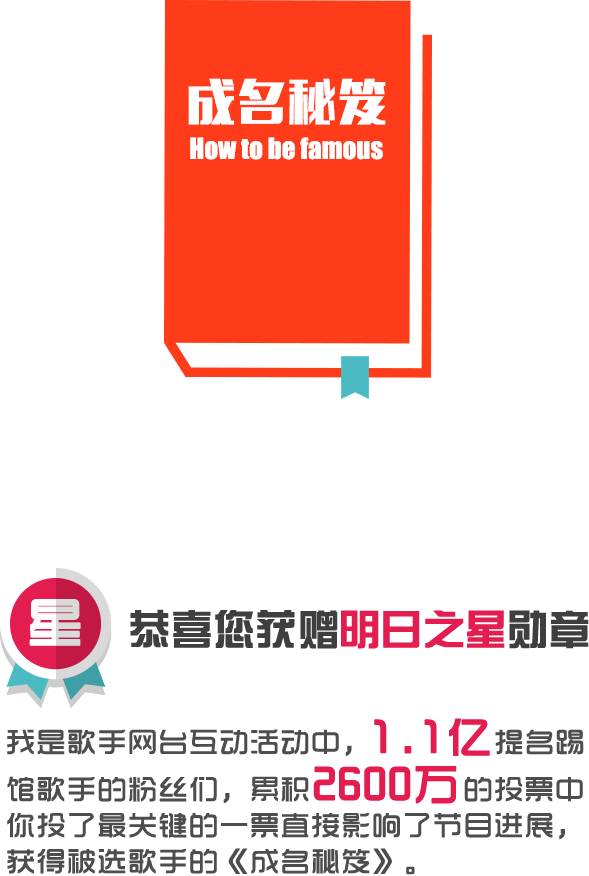 成名秘笈
How to be famous
星
恭喜您获赠明日之星勋章
我是歌手网台互动活动中，1.1亿提名踢
馆歌手的粉丝们，累积2600万的投票中
你投了最关键的一票直接影响了节目进展，
获得被选歌手的《成名秘笈》。